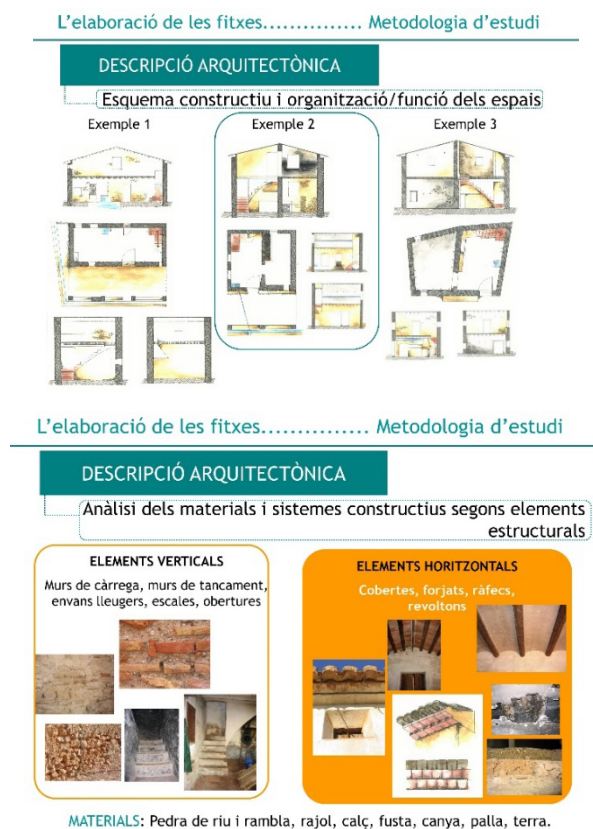 L'elaboració de les fitxes............... Metodologia d'estudi
DESCRIPCIÓ ARQUITECTÒNICA
Esquema constructiu i organització/funció dels espais
Exemple 1
Exemple 2
Exemple 3
L'elaboració de les fitxes............... Metodologia d'estudi
DESCRIPCIÓ ARQUITECTÒNICA
Anàlisi dels materials i sistemes constructius segons elements
estructurals
ELEMENTS VERTICALS
Murs de càrrega, murs de tancament,
envans lleugers, escales, obertures
ELEMENTS HORITZONTALS
Cobertes, forjats, ràfecs,
revoltons
MATERIALS: Pedra de riu i rambla, rajol, calç, fusta, canya, palla, terra.